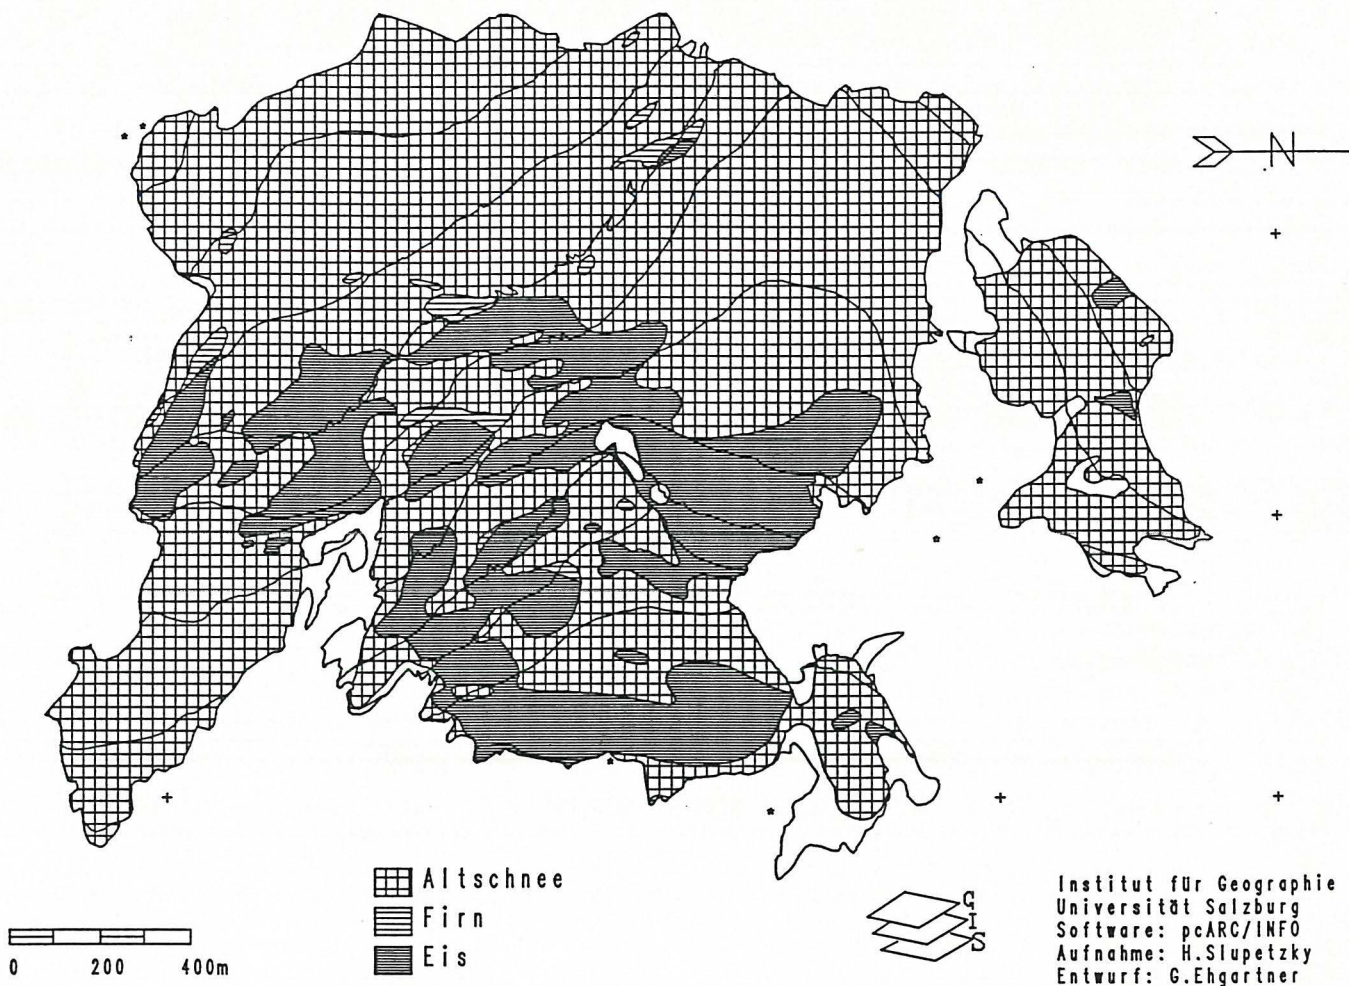 N
Altschnee
Firn
Eis
0 200 400m
G
I
S
Institut für Geographie
Universität Salzburg
Software: pcARC/INFO
Aufnahme: H.Slupetzky
Entwurf: G.Ehgartner